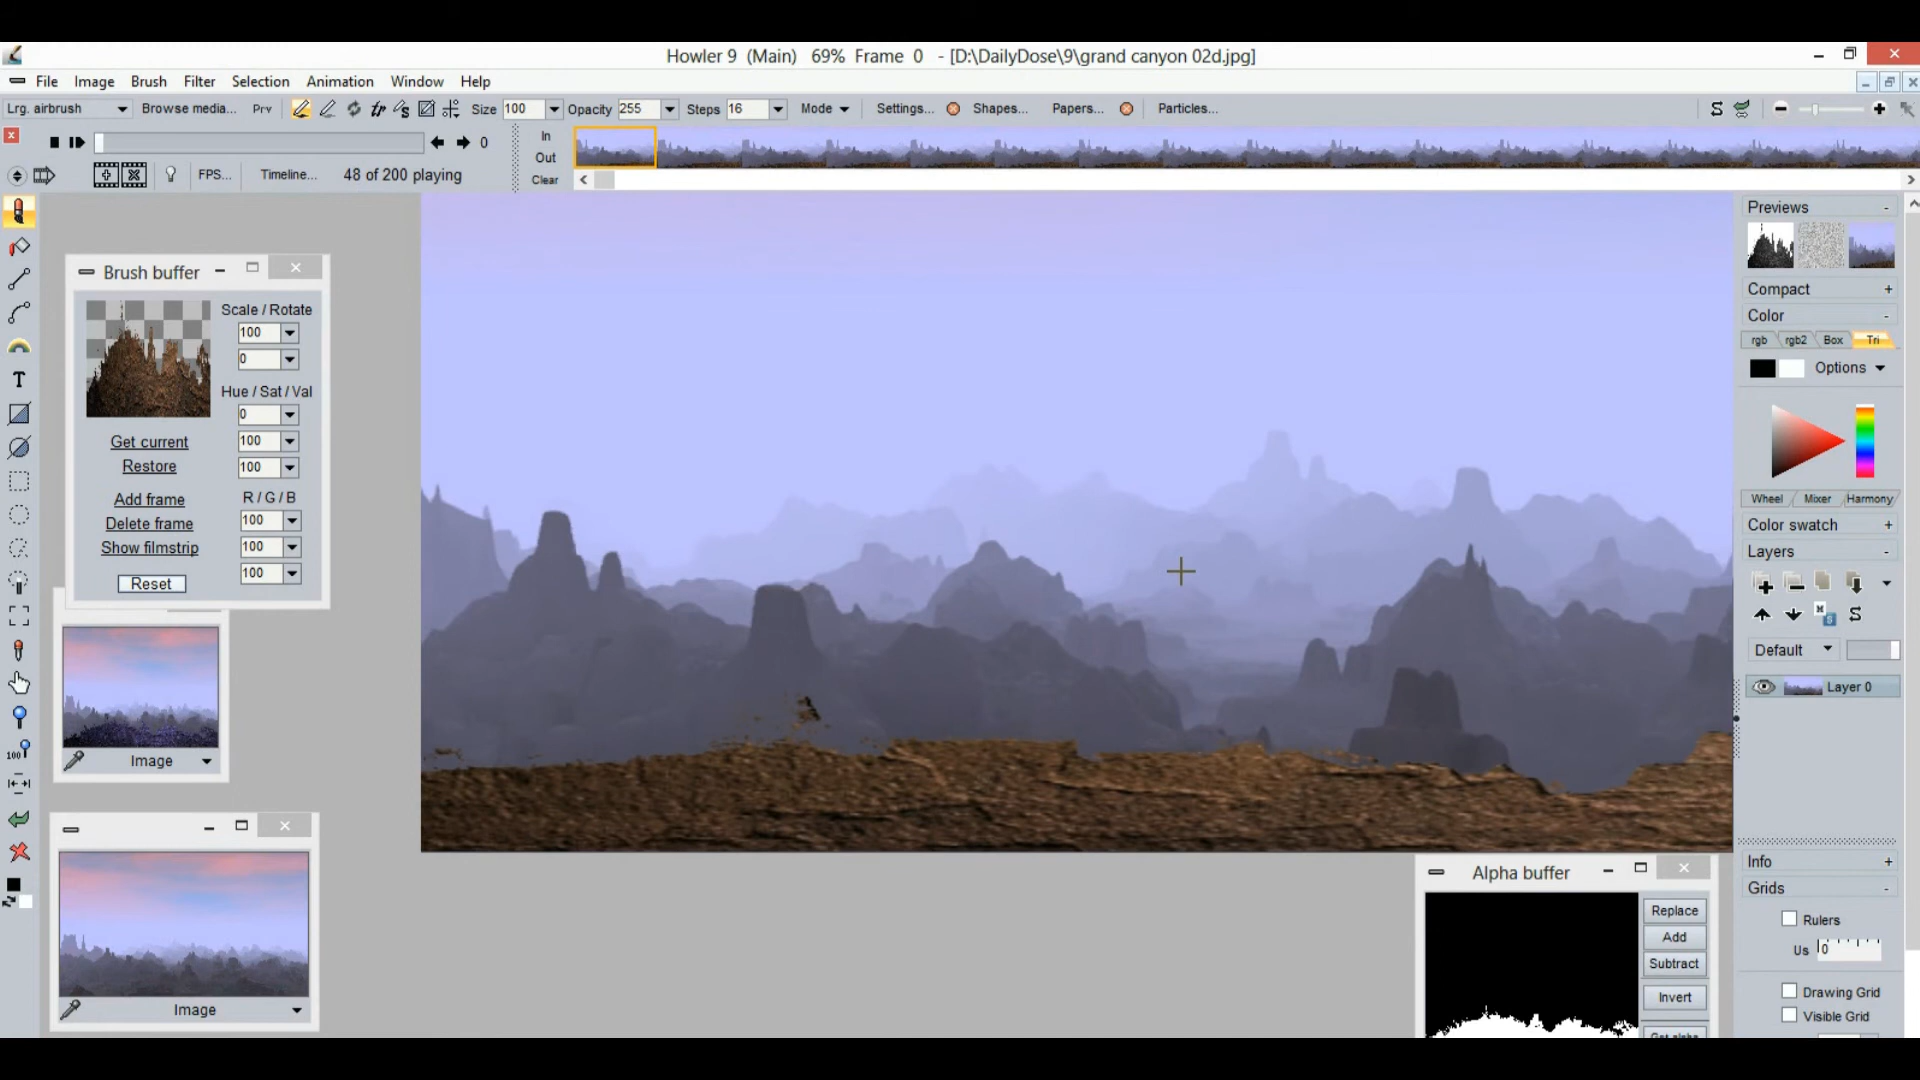 Howler 9 (Main) 69% Frame 0 - [D:\DailyDose\9\grand canyon 02d.jpg]
File Image Brush Filter Selection Animation Window Help
Lrg. airbrush Browse media... Prv Size 100 Opacity 255 Steps 16 Mode Settings... Shapes... Papers... Particles...
0
In
Out
Clear
FPS... Timeline... 48 of 200 playing
Brush buffer
Scale / Rotate
100
0
Hue / Sat / Val
0
100
100
R / G / B
100
100
100
Get current
Restore
Add frame
Delete frame
Show filmstrip
Reset
T
100
Image
Image
Previews -
Compact +
Color -
rgb rgb2 Box Tri
Options
Wheel Mixer Harmony
Color swatch +
Layers -
Default
Layer 0
Info +
Grids -
Rulers
Us 0
Drawing Grid
Visible Grid
Alpha buffer
Replace
Add
Subtract
Invert